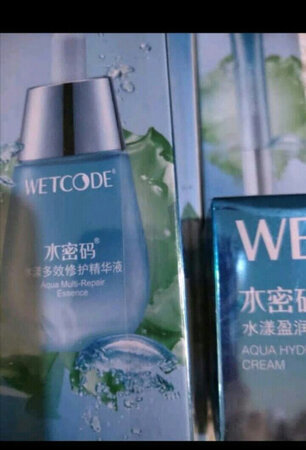 WETCODE®
水密码®
水漾多效修护精华液
Aqua Multi-Repair
Essence
WE
水密码
水漾盈润
AQUA HYD
CREAM